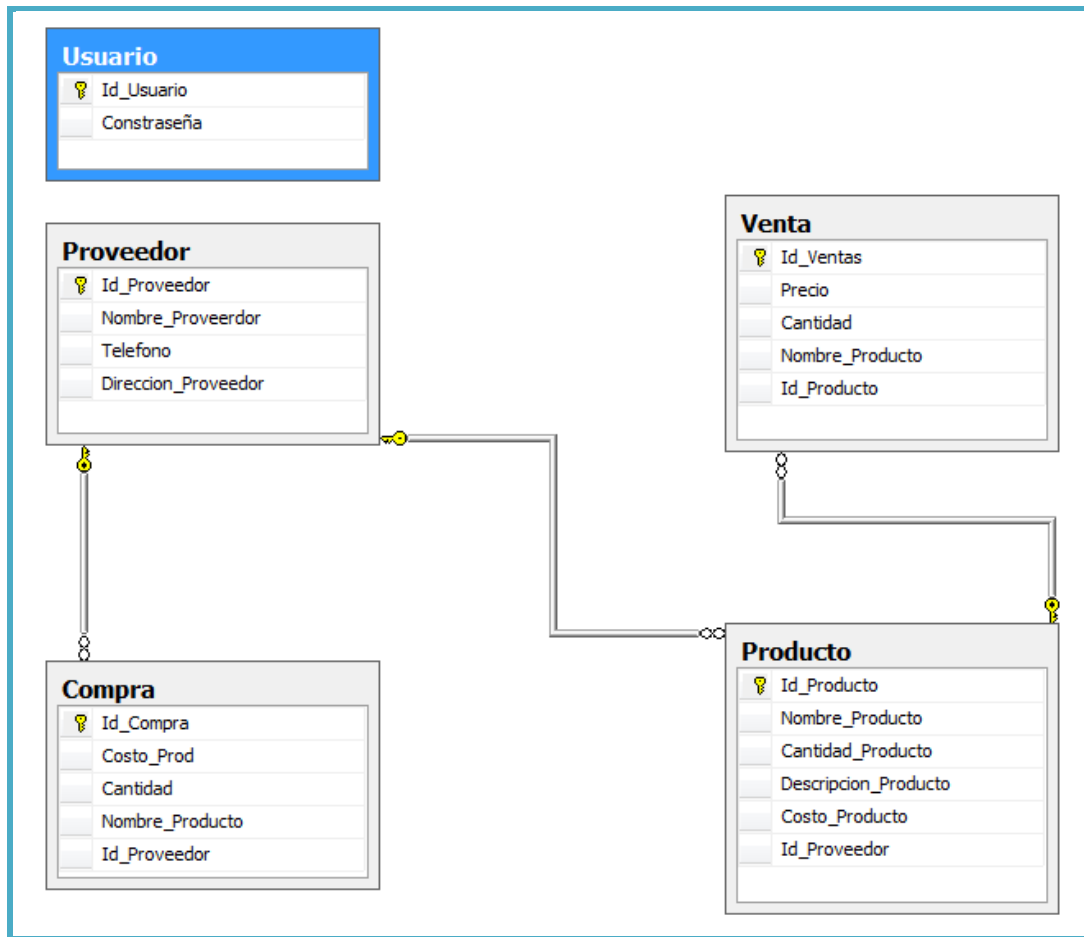 Usuario
Id_Usuario
Constraseña
Proveedor
Id_Proveedor
Nombre_Proveerdor
Telefono
Direccion_Proveedor
Venta
Id_Ventas
Precio
Cantidad
Nombre_Producto
Id_Producto
Compra
Id_Compra
Costo_Prod
Cantidad
Nombre_Producto
Id_Proveedor
Producto
Id_Producto
Nombre_Producto
Cantidad_Producto
Descripcion_Producto
Costo_Producto
Id_Proveedor